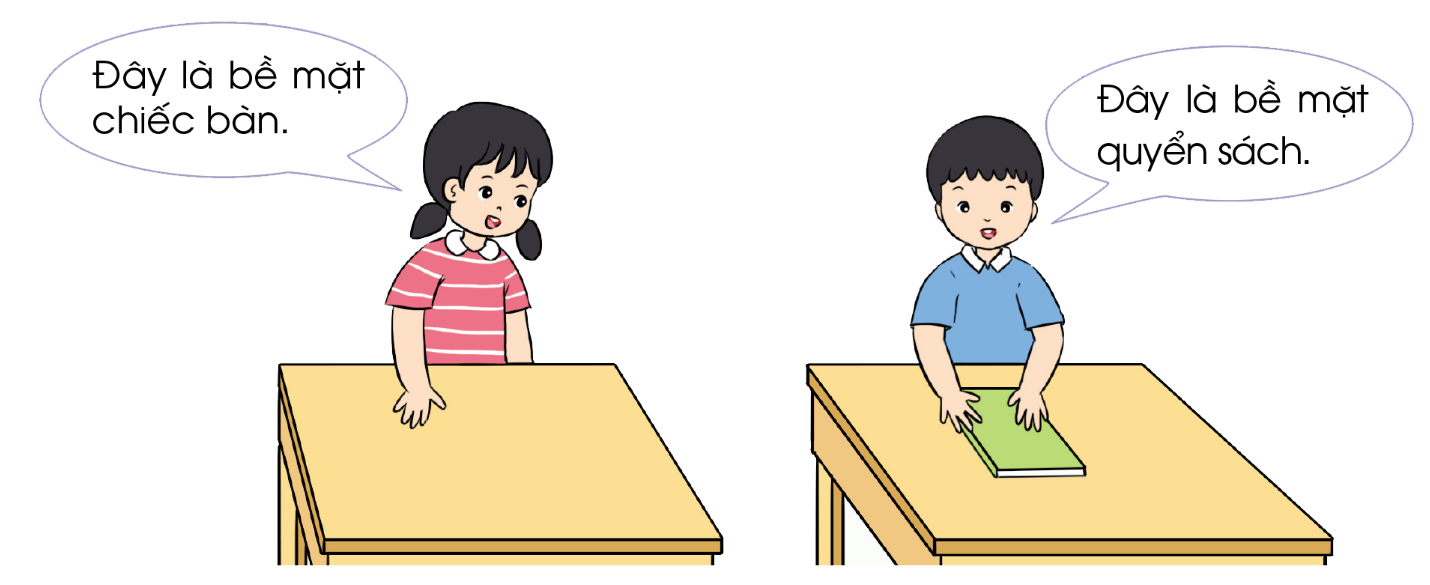 Đây là bề mặt
chiếc bàn.
Đây là bề mặt
quyển sách.